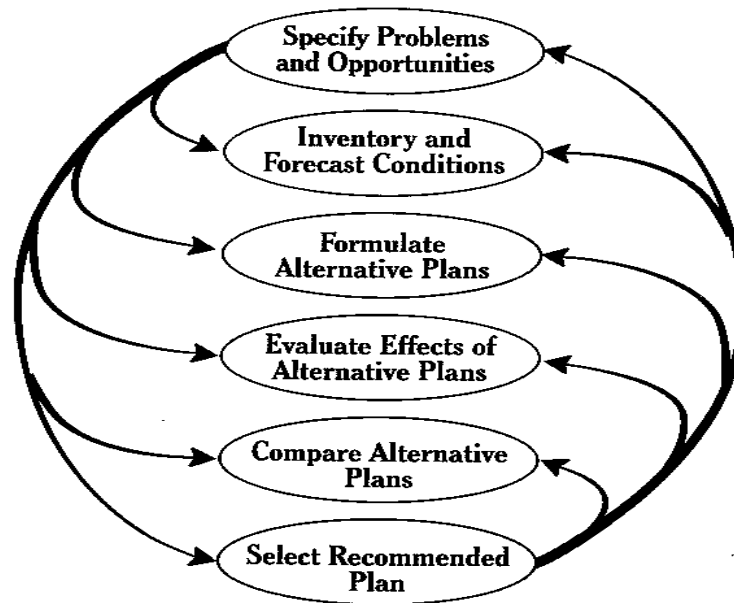 Specify Problems
and Opportunities
Inventory and
Forecast Conditions
Formulate
Alternative Plans
Evaluate Effects of
Alternative Plans
Compare Alternative
Plans
Select Recommended
Plan